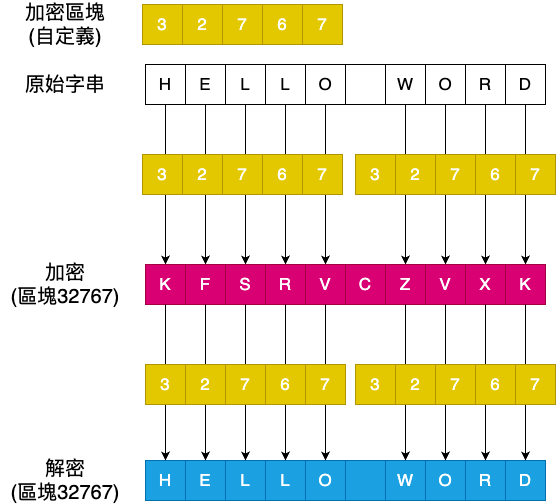 加密區塊
(自定義)
3 2 7 6 7
原始字串
H E L L O W O R D
3 2 7 6 7 3 2 7 6 7
加密
(區塊32767)
K F S R V C Z V X K
3 2 7 6 7 3 2 7 6 7
解密
(區塊32767)
H E L L O W O R D